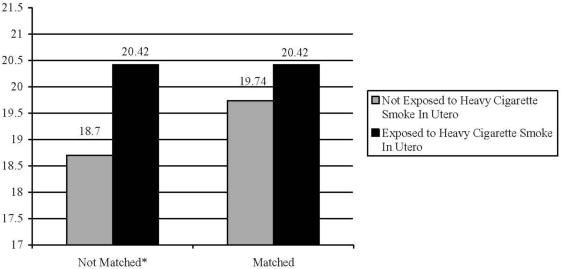 21.5
21
20.5
20
19.5
19
18.5
18
17.5
17
18.7
20.42
19.74
20.42
Not Matched*
Matched
Not Exposed to Heavy Cigarette
Smoke In Utero
Exposed to Heavy Cigarette Smoke
In Utero